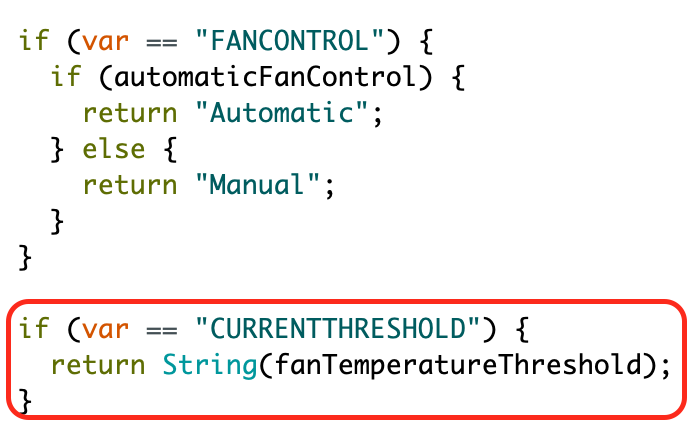 if (var == "FANCONTROL") {
  if (automaticFanControl) {
    return "Automatic";
  } else {
    return "Manual";
  }
}
if (var == "CURRENTTHRESHOLD") {
  return String(fanTemperatureThreshold);
}